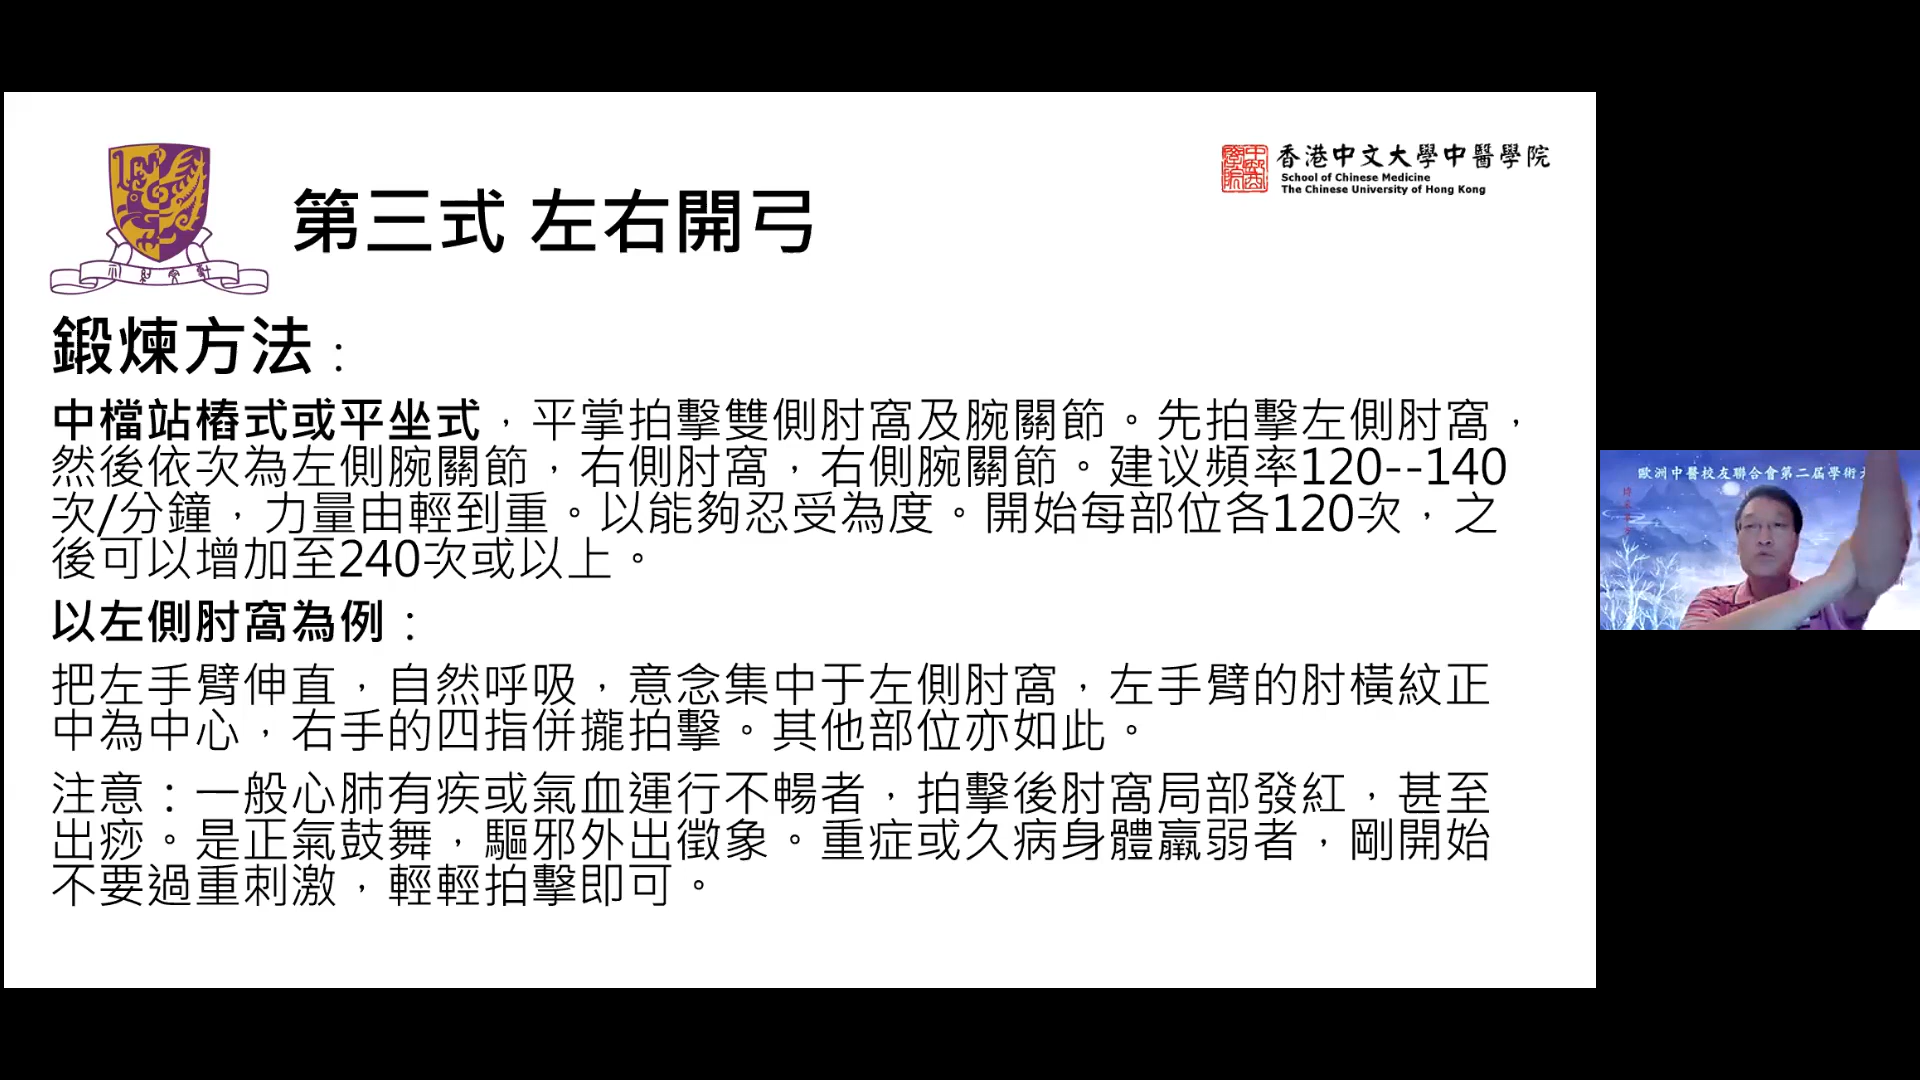 香港中文大學中醫學院
School of Chinese Medicine
The Chinese University of Hong Kong
第三式 左右開弓
鍛煉方法：
中檔站樁式或平坐式，平掌拍擊雙側肘窩及腕關節。先拍擊左側肘窩，
然後依次為左側腕關節，右側肘窩，右側腕關節。建议頻率120--140
次/分鐘，力量由輕到重。以能夠忍受為度。開始每部位各120次，之
後可以增加至240次或以上。
以左側肘窩為例：
把左手臂伸直，自然呼吸，意念集中于左側肘窩，左手臂的肘橫紋正
中為中心，右手的四指併攏拍擊。其他部位亦如此。
注意：一般心肺有疾或氣血運行不暢者，拍擊後肘窩局部發紅，甚至
出痧。是正氣鼓舞，驅邪外出徵象。重症或久病身體羸弱者，剛開始
不要過重刺激，輕輕拍擊即可。
歐洲中醫校友聯合會第二屆學術